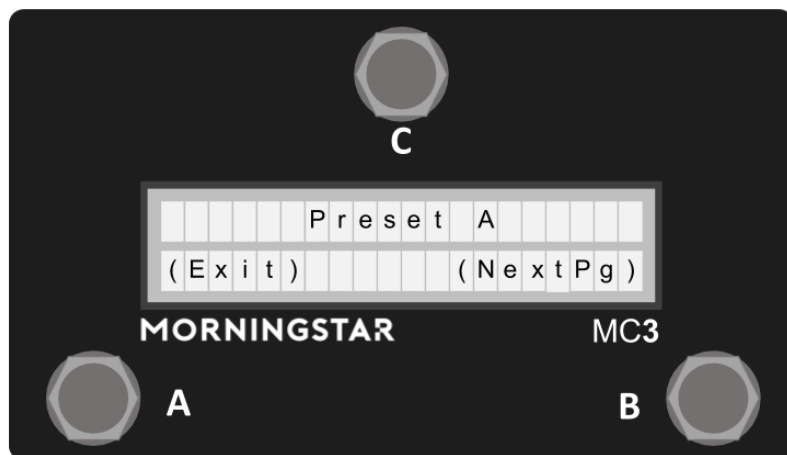 C
Preset A
(Exit) (NextPg)
MORNINGSTAR MC3
A B